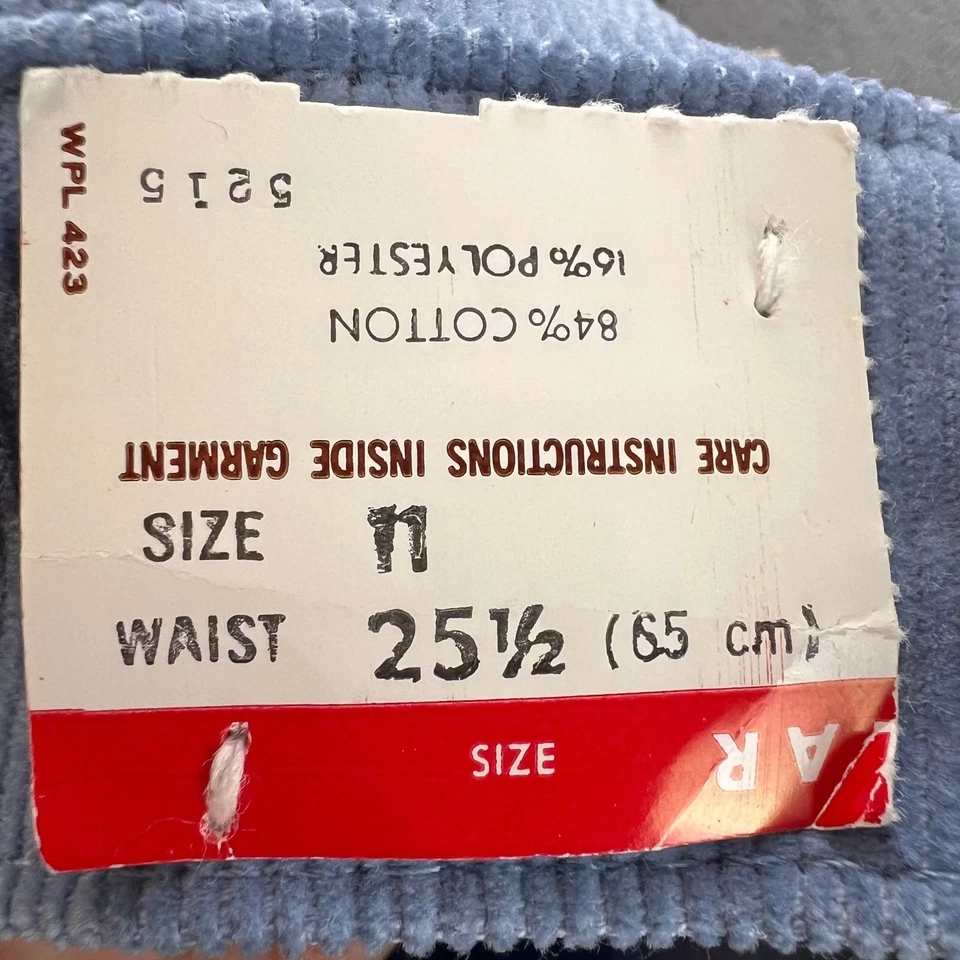 WPL 423
5215
16% POLYESTER
84% COTTON
CARE INSTRUCTIONS INSIDE GARMENT
SIZE 11
WAIST 25½ (65 cm)
SIZE
AR